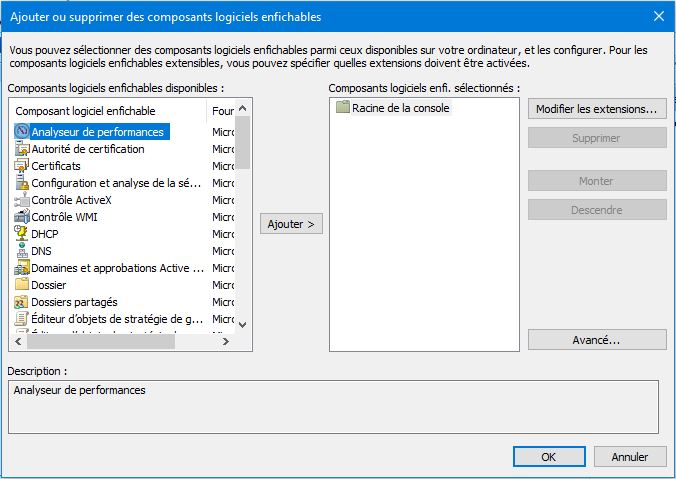 Ajouter ou supprimer des composants logiciels enfichables
Vous pouvez sélectionner des composants logiciels enfichables parmi ceux disponibles sur votre ordinateur, et les configurer. Pour les
composants logiciels enfichables extensibles, vous pouvez spécifier quelles extensions doivent être activées.
Composants logiciels enfichables disponibles :
Composant logiciel enfichable Four
Analyseur de performances Micro
Autorité de certification Micro
Certificats Micro
Configuration et analyse de la sé... Micro
Contrôle ActiveX Micro
Contrôle WMI Micro
DHCP Micro
DNS Micro
Domaines et approbations Active ... Micro
Dossier Micro
Dossiers partagés Micro
Éditeur d'objets de stratégie de g... Micro
Ajouter >
Composants logiciels enfi. sélectionnés :
Racine de la console
Modifier les extensions...
Supprimer
Monter
Descendre
Avancé...
Description :
Analyseur de performances
OK
Annuler